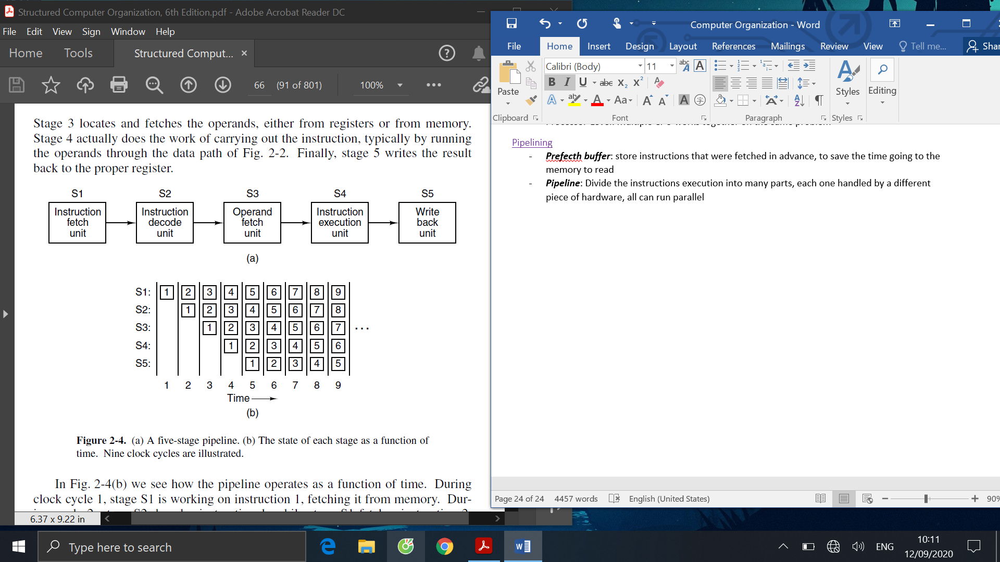 Structured Computer Organization, 6th Edition.pdf - Adobe Acrobat Reader DC
File Edit View Sign Window Help
Home Tools Structured Comput... ×
66 (91 of 801) 100%
Stage 3 locates and fetches the operands, either from registers or from memory.
Stage 4 actually does the work of carrying out the instruction, typically by running
the operands through the data path of Fig. 2-2. Finally, stage 5 writes the result
back to the proper register.
S1 S2 S3 S4 S5
Instruction fetch unit
Instruction decode unit
Operand fetch unit
Instruction execution unit
Write back unit
(a)
S1: 1 2 3 4 5 6 7 8 9
S2: 1 2 3 4 5 6 7 8
S3: 1 2 3 4 5 6 7 ...
S4: 1 2 3 4 5 6
S5: 1 2 3 4 5
1 2 3 4 5 6 7 8 9
Time
(b)
Figure 2-4. (a) A five-stage pipeline. (b) The state of each stage as a function of
time. Nine clock cycles are illustrated.
In Fig. 2-4(b) we see how the pipeline operates as a function of time. During
clock cycle 1, stage S1 is working on instruction 1, fetching it from memory. Dur-
6.37 x 9.22 in
Computer Organization - Word
File Home Insert Design Layout References Mailings Review View Tell me... Shar
Paste
Calibri (Body) 11
Styles
Editing
Clipboard Font Paragraph Styles
Pipelining
- Prefecth buffer: store instructions that were fetched in advance, to save the time going to the
memory to read
- Pipeline: Divide the instructions execution into many parts, each one handled by a different
piece of hardware, all can run parallel
Page 24 of 24 4457 words English (United States) 90%
Type here to search
ENG
10:11
12/09/2020